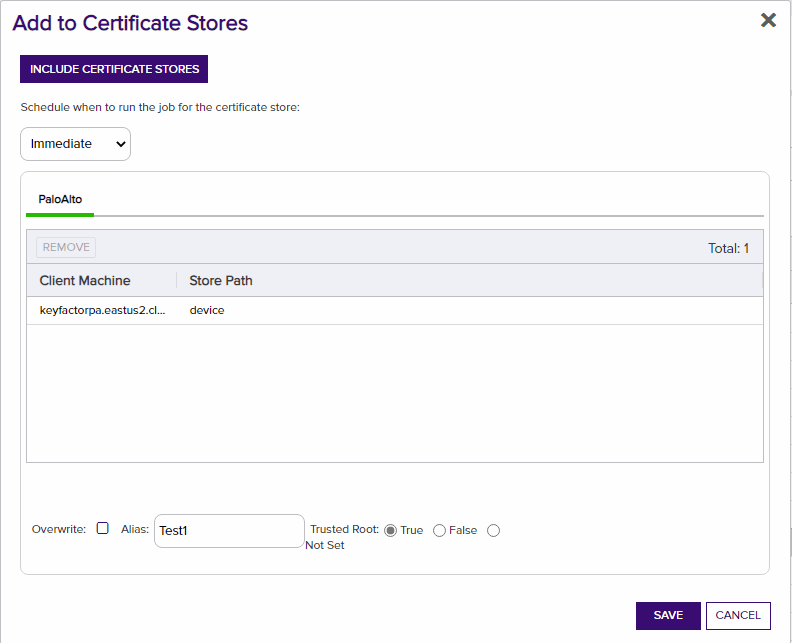 Add to Certificate Stores
INCLUDE CERTIFICATE STORES
Schedule when to run the job for the certificate store:
Immediate
PaloAlto
REMOVE
Total: 1
Client Machine Store Path
keyfactorpa.eastus2.cl... device
Overwrite: Alias: Test1 Trusted Root: True False
Not Set
SAVE CANCEL